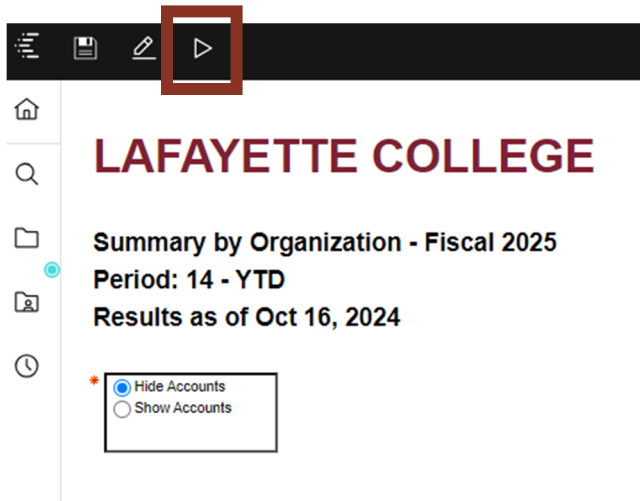 LAFAYETTE COLLEGE
Summary by Organization - Fiscal 2025
Period: 14 - YTD
Results as of Oct 16, 2024
* Hide Accounts
Show Accounts